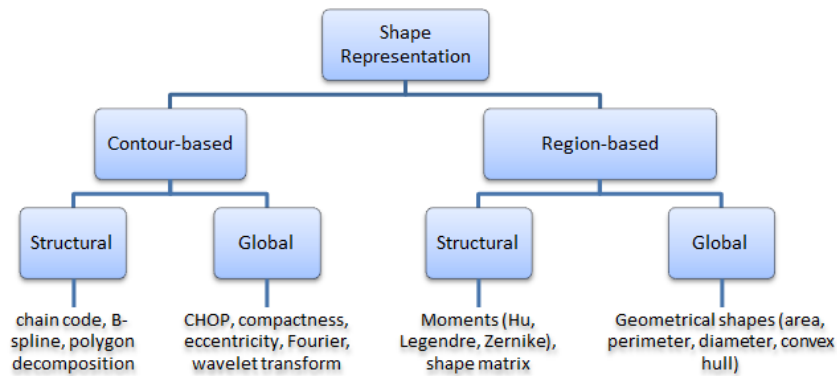 Shape
Representation
Contour-based
Region-based
Structural
Global
Structural
Global
chain code, B-
spline, polygon
decomposition
CHOP, compactness,
eccentricity, Fourier,
wavelet transform
Moments (Hu,
Legendre, Zernike),
shape matrix
Geometrical shapes (area,
perimeter, diameter, convex
hull)